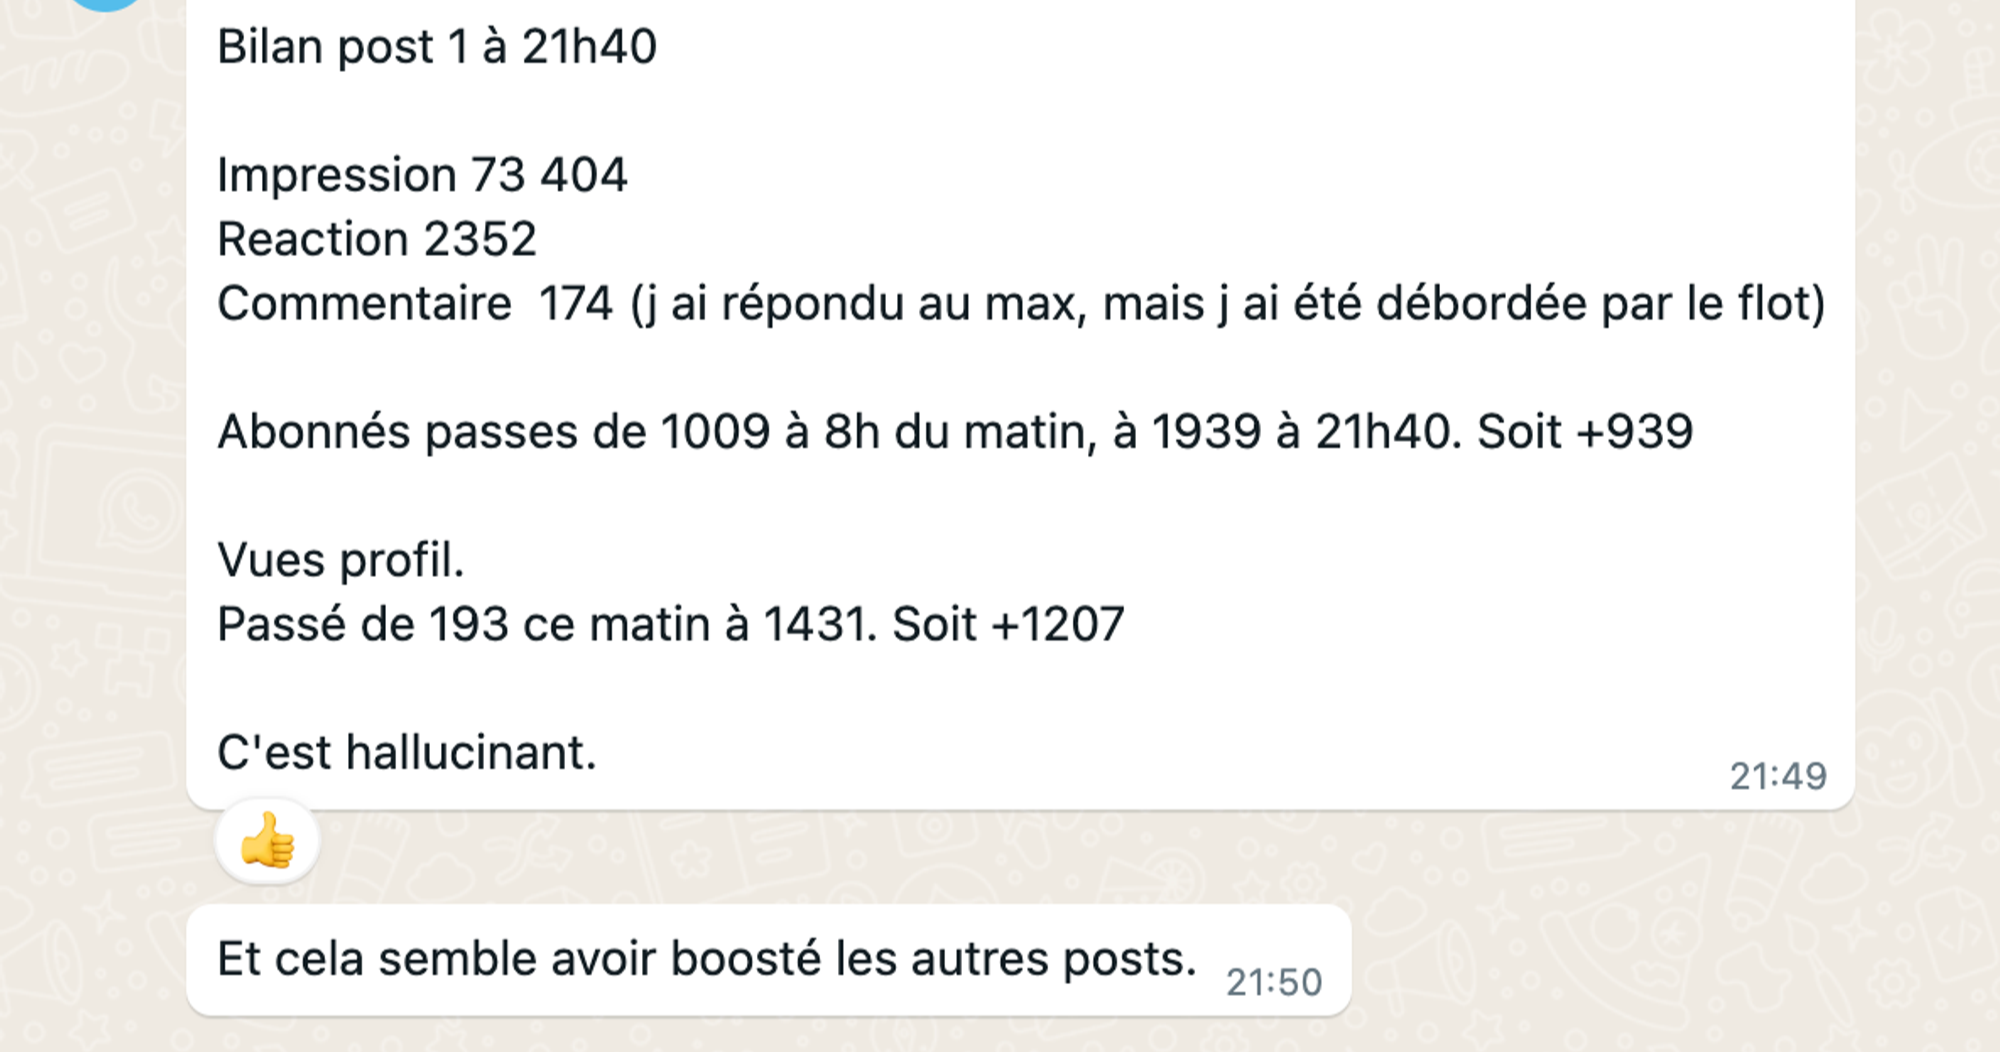 Bilan post 1 à 21h40
Impression 73 404
Reaction 2352
Commentaire  174 (j ai répondu au max, mais j ai été débordée par le flot)
Abonnés passes de 1009 à 8h du matin, à 1939 à 21h40. Soit +939
Vues profil.
Passé de 193 ce matin à 1431. Soit +1207
C'est hallucinant.
21:49
Et cela semble avoir boosté les autres posts.
21:50